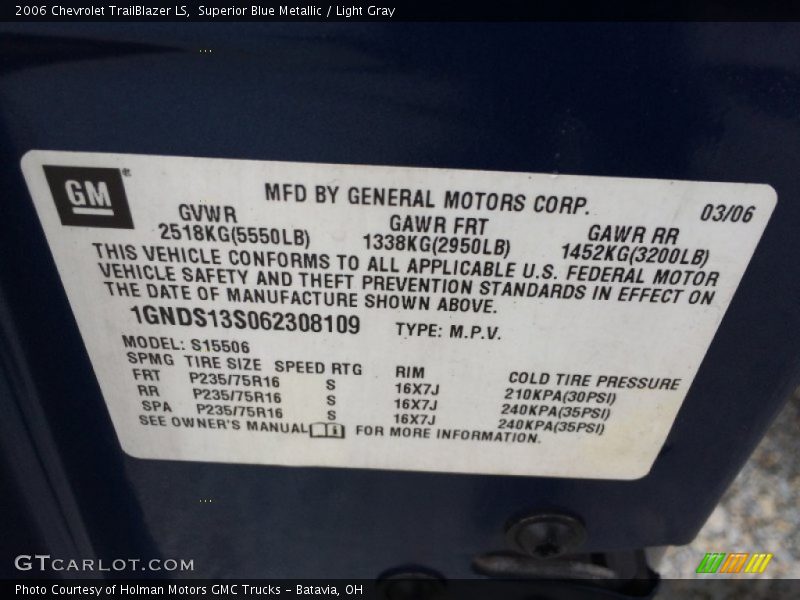 2006 Chevrolet TrailBlazer LS,  Superior Blue Metallic / Light Gray
GM®
MFD BY GENERAL MOTORS CORP.
03/06
GVWR GAWR FRT GAWR RR
2518KG(5550LB) 1338KG(2950LB) 1452KG(3200LB)
THIS VEHICLE CONFORMS TO ALL APPLICABLE U.S. FEDERAL MOTOR
VEHICLE SAFETY AND THEFT PREVENTION STANDARDS IN EFFECT ON
THE DATE OF MANUFACTURE SHOWN ABOVE.
1GNDS13S062308109 TYPE: M.P.V.
MODEL: S15506
SPMG TIRE SIZE SPEED RTG RIM COLD TIRE PRESSURE
FRT P235/75R16 S 16X7J 210KPA(30PSI)
RR P235/75R16 S 16X7J 240KPA(35PSI)
SPA P235/75R16 S 16X7J 240KPA(35PSI)
SEE OWNER'S MANUAL FOR MORE INFORMATION.
GTCARLOT.COM
Photo Courtesy of Holman Motors GMC Trucks - Batavia, OH